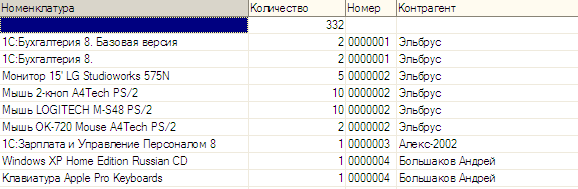 Номенклатура Количество Номер Контрагент
332
1С:Бухгалтерия 8. Базовая версия 2 0000001 Эльбрус
1С:Бухгалтерия 8. 2 0000001 Эльбрус
Монитор 15' LG Studioworks 575N 5 0000002 Эльбрус
Мышь 2-кноп A4Tech PS/2 10 0000002 Эльбрус
Мышь LOGITECH M-S48 PS/2 10 0000002 Эльбрус
Мышь OK-720 Mouse A4Tech PS/2 2 0000002 Эльбрус
1С:Зарплата и Управление Персоналом 8 1 0000003 Алекс-2002
Windows XP Home Edition Russian CD 1 0000004 Большаков Андрей
Клавиатура Apple Pro Keyboards 1 0000004 Большаков Андрей